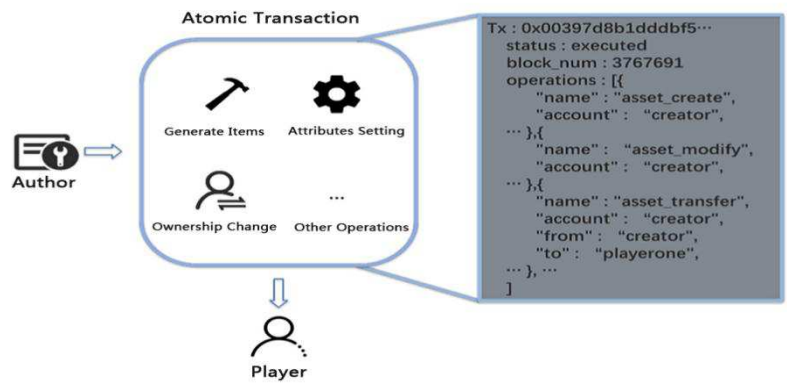 Atomic Transaction
Generate Items
Attributes Setting
Author
Ownership Change
...
Other Operations
Player
Tx : 0x00397d8b1dddbf5···
status : executed
block_num : 3767691
operations : [{
"name" : "asset_create",
"account" : “creator",
··· },{
"name" : “asset_modify",
"account" : “creator",
··· },{
"name" : "asset_transfer",
"account" : “creator",
"from" : “creator",
"to" : “playerone",
··· }, ···
]